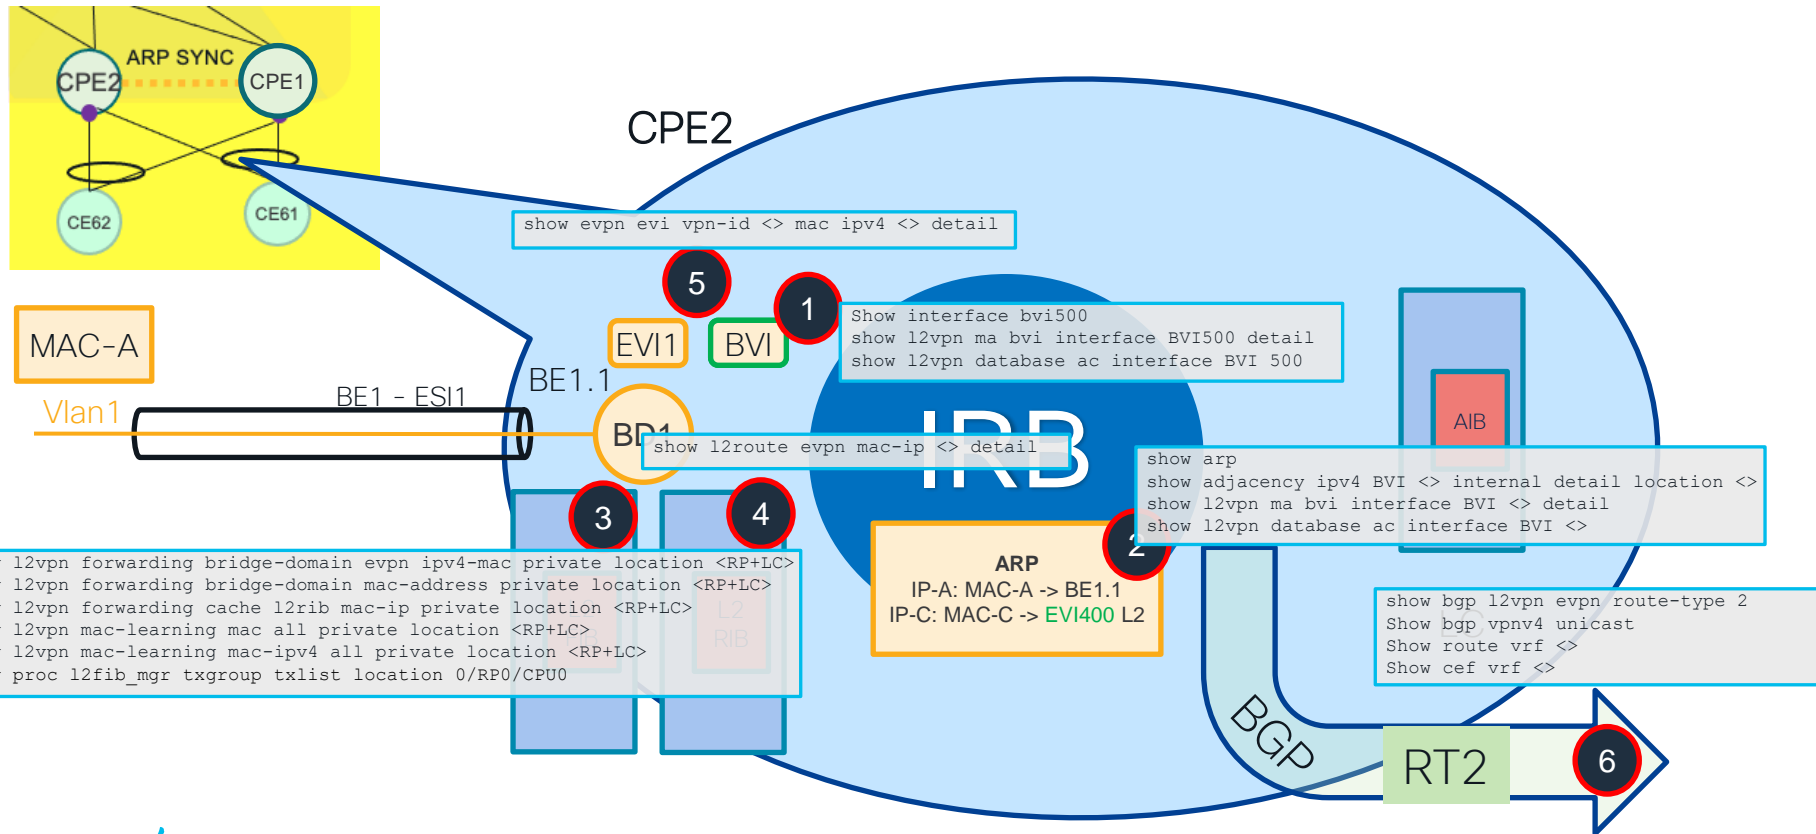 ARP SYNC
CPE2
CPE1
CE62
CE61
CPE2
show evpn evi vpn-id <> mac ipv4 <> detail
5
1
EVI1
BVI
Show interface bvi500
show l2vpn ma bvi interface BVI500 detail
show l2vpn database ac interface BVI 500
MAC-A
Vlan1
BE1 - ESI1
BE1.1
BD1
show l2route evpn mac-ip <> detail
IRB
AIB
show arp
show adjacency ipv4 BVI <> internal detail location <>
show l2vpn ma bvi interface BVI <> detail
show l2vpn database ac interface BVI <>
3
4
2
l2vpn forwarding bridge-domain evpn ipv4-mac private location <RP+LC>
l2vpn forwarding bridge-domain mac-address private location <RP+LC>
l2vpn forwarding cache l2rib mac-ip private location <RP+LC>
l2vpn mac-learning mac all private location <RP+LC>
l2vpn mac-learning mac-ipv4 all private location <RP+LC>
proc l2fib_mgr txgroup txlist location 0/RP0/CPU0
L2
RIB
ARP
IP-A: MAC-A -> BE1.1
IP-C: MAC-C -> EVI400 L2
show bgp l2vpn evpn route-type 2
Show bgp vpnv4 unicast
Show route vrf <>
Show cef vrf <>
LC
BGP
RT2
6